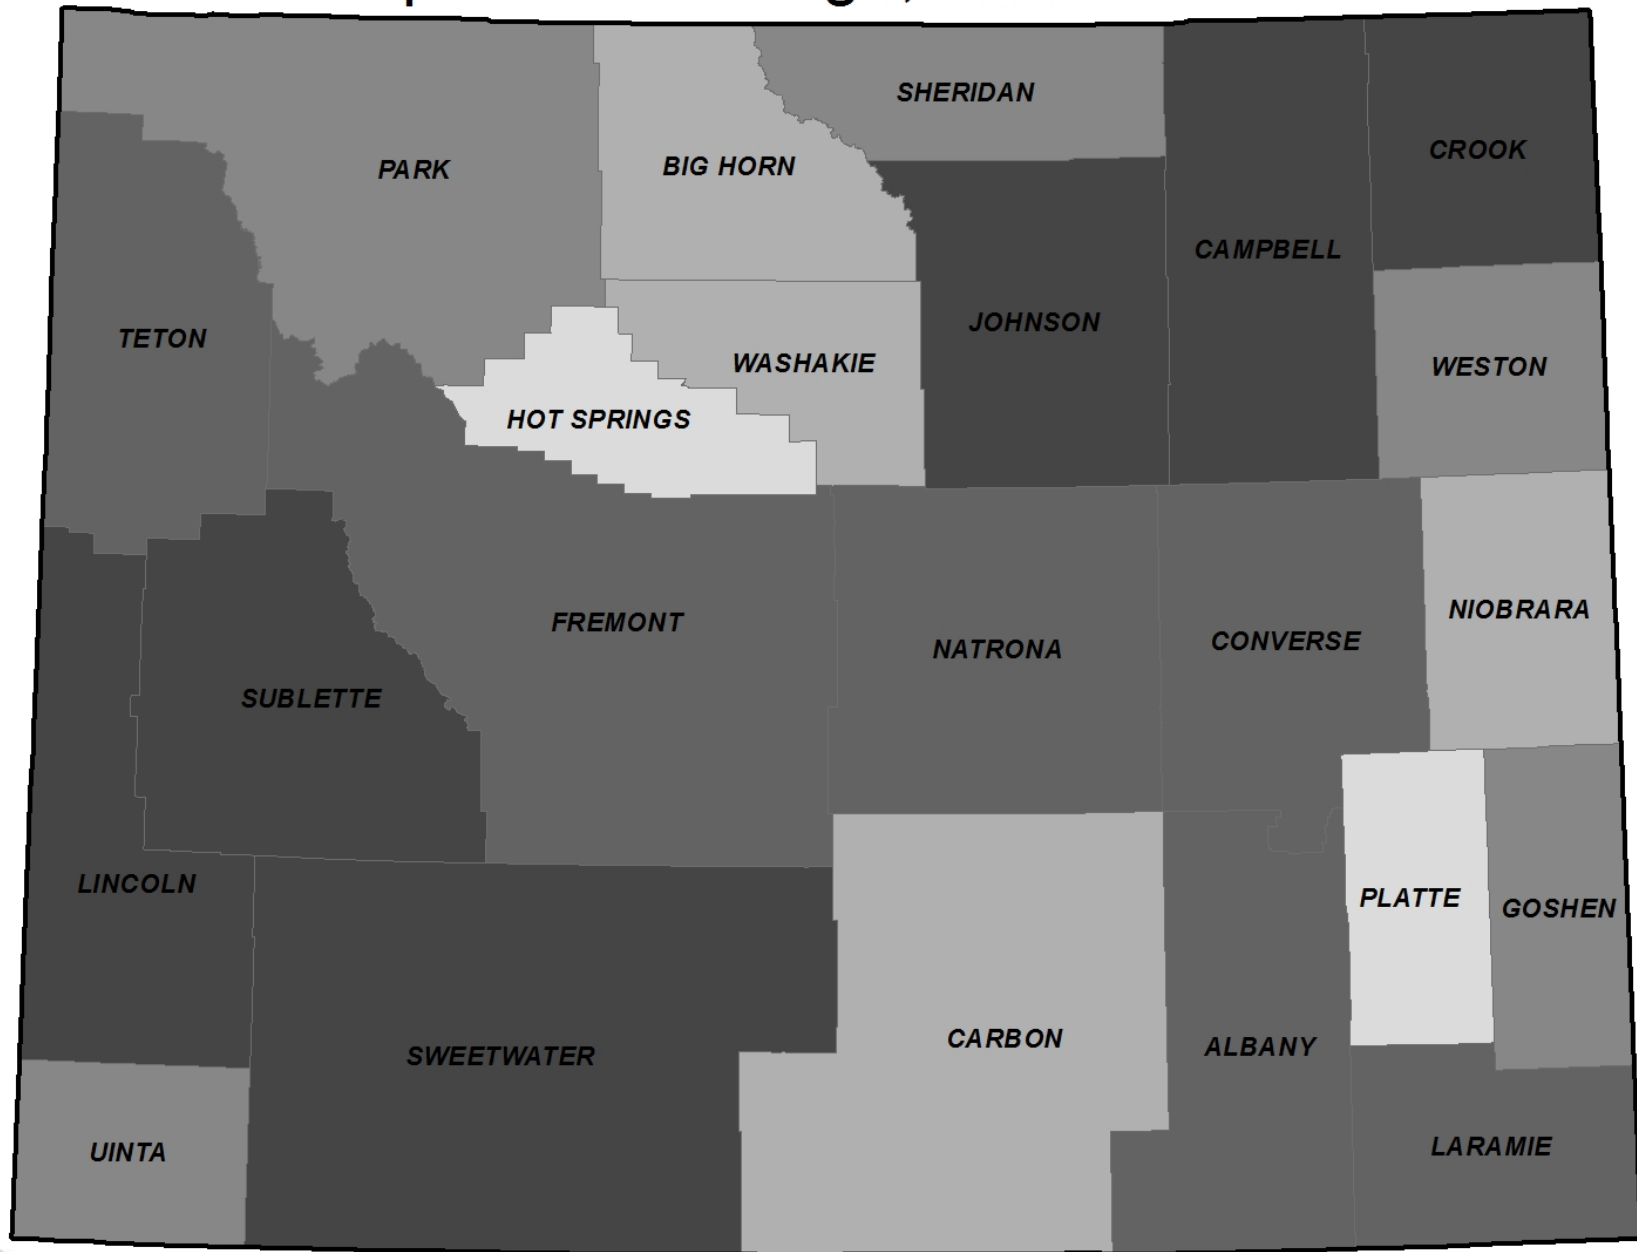 SHERIDAN
CROOK
PARK
BIG HORN
CAMPBELL
JOHNSON
TETON
WASHAKIE
WESTON
HOT SPRINGS
NIOBRARA
FREMONT
CONVERSE
NATRONA
SUBLETTE
LINCOLN
PLATTE
GOSHEN
CARBON
ALBANY
SWEETWATER
LARAMIE
UINTA